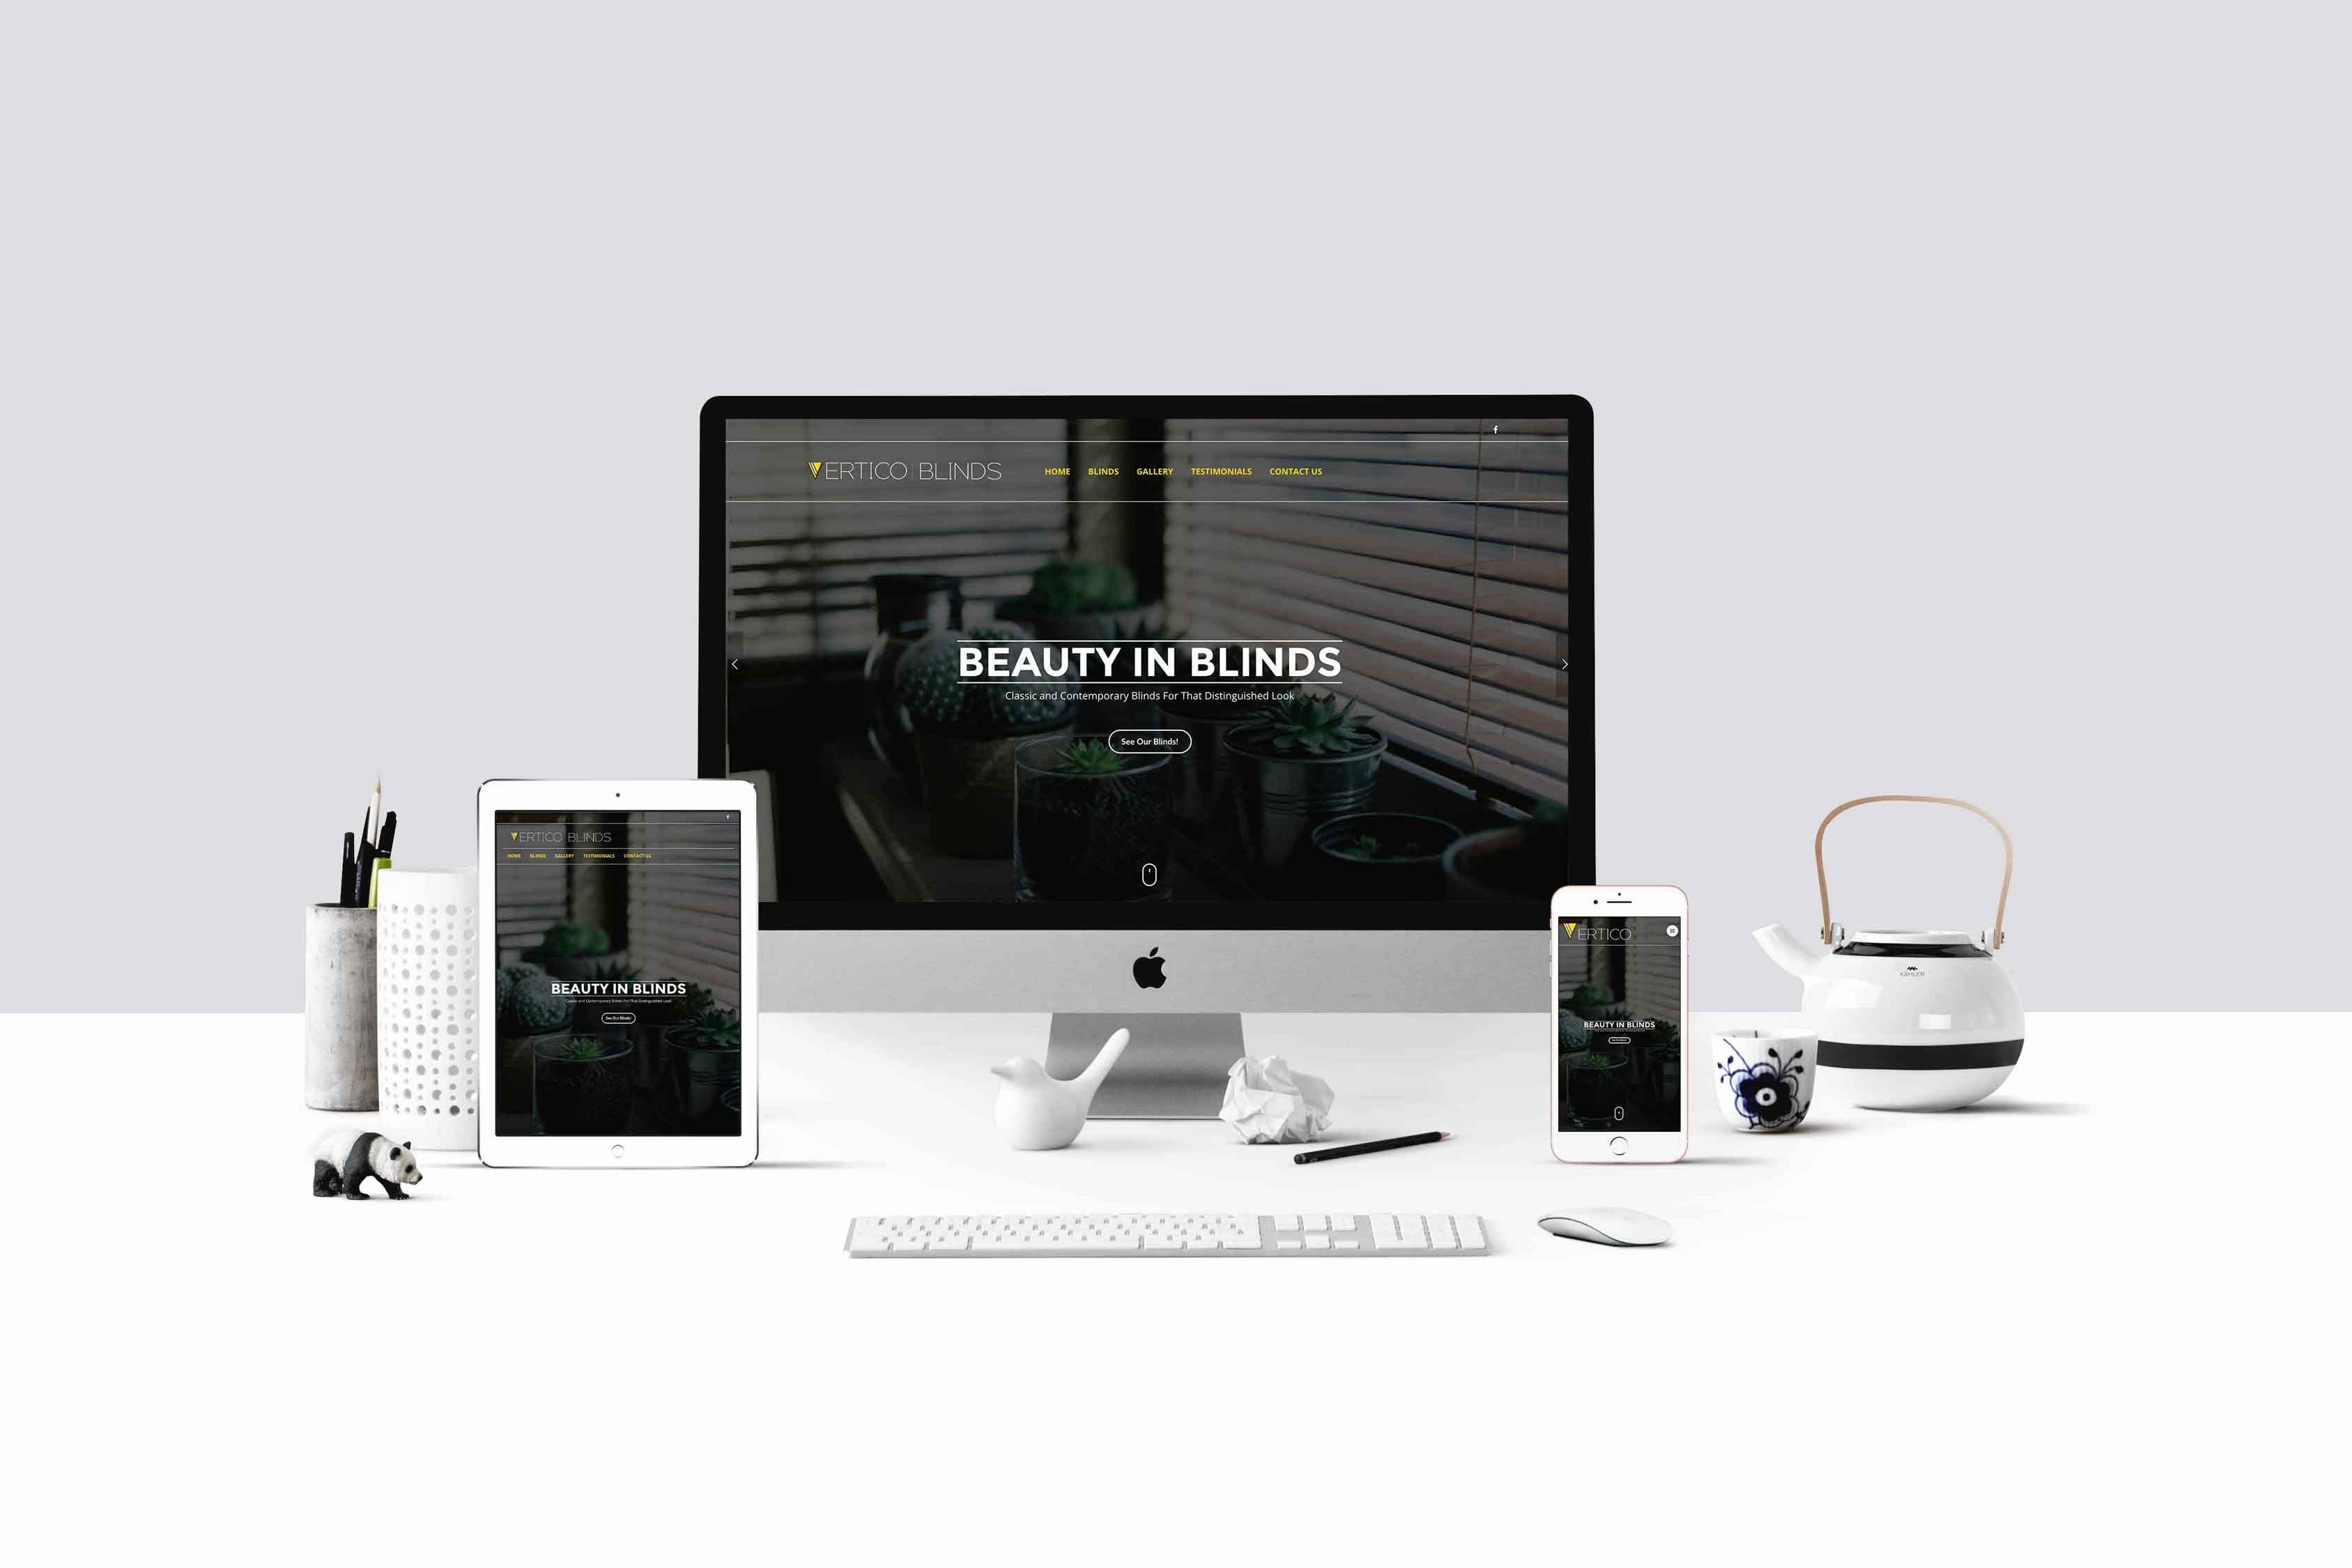 f
VERTICO BLINDS
HOME BLINDS GALLERY TESTIMONIALS CONTACT US
BEAUTY IN BLINDS
Classic and Contemporary Blinds For That Distinguished Look
See Our Blinds!
f
VERTICO BLINDS
HOME BLINDS GALLERY TESTIMONIALS CONTACT US
BEAUTY IN BLINDS
Classic and Contemporary Blinds For That Distinguished Look
See Our Blinds!
VERTICO
BEAUTY IN BLINDS
KÄHLER